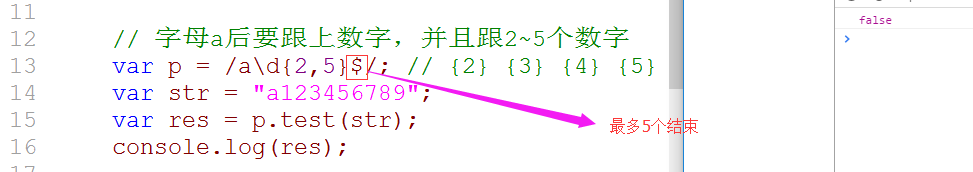 11
false
12 // 字母a后要跟上数字，并且跟2~5个数字
13 var p = /a\d{2,5}$/; // {2} {3} {4} {5}
14 var str = "a123456789";
15 var res = p.test(str);
最多5个结束
16 console.log(res);